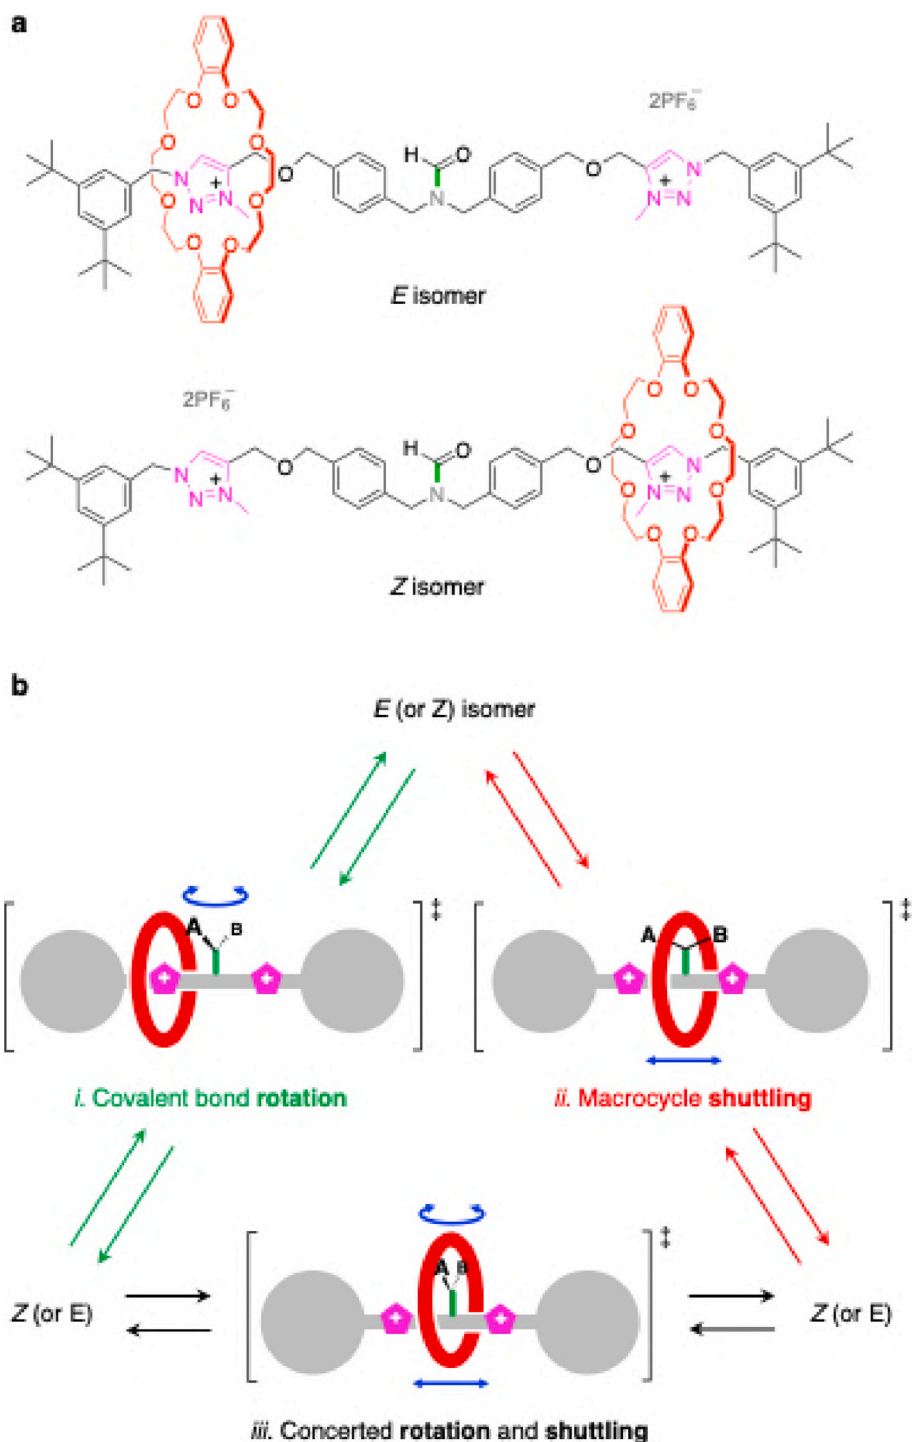 a
2PF6−
O O
O O
H O
N + O O N
N N N + N
O O
O O
E isomer
2PF6−
O O
O O
H O
N O O N
N + N N + N
O O
O O
Z isomer
b
E (or Z) isomer
A B ‡
+ +
A B ‡
+ +
i. Covalent bond rotation
ii. Macrocycle shuttling
‡
A B
+ +
Z (or E)
Z (or E)
iii. Concerted rotation and shuttling